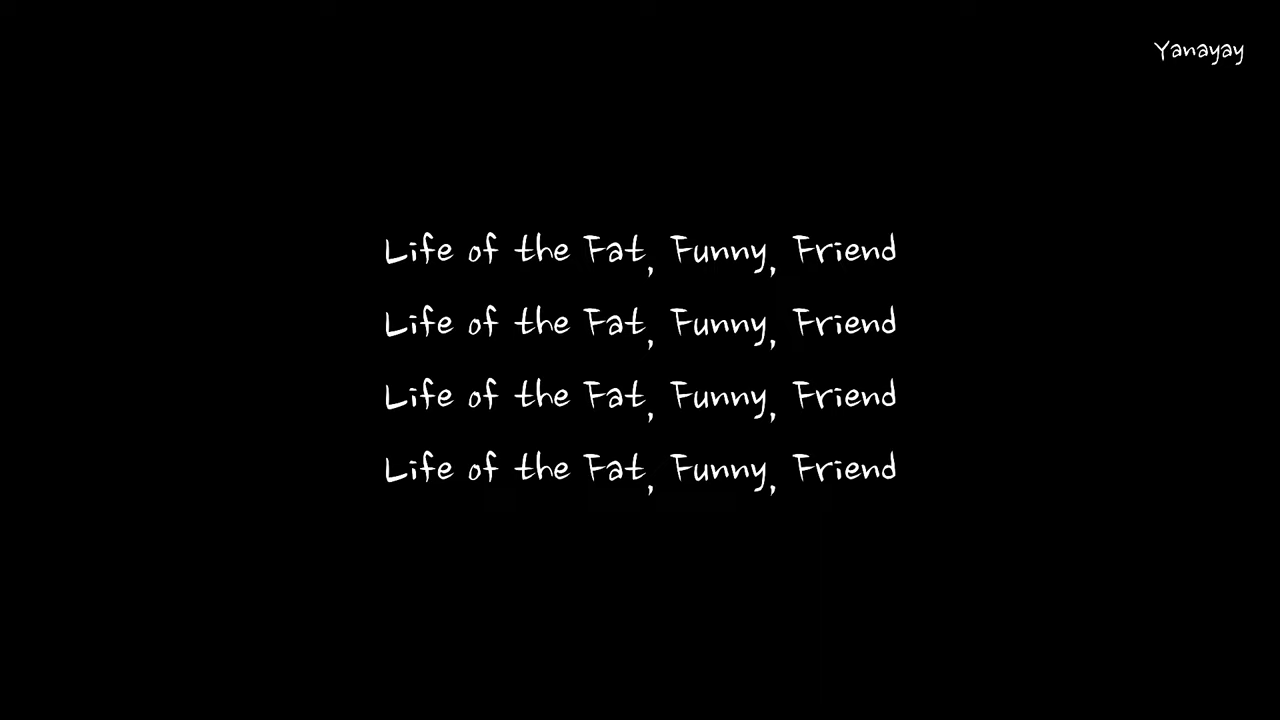 Yanayay
Life of the Fat, Funny, Friend
Life of the Fat, Funny, Friend
Life of the Fat, Funny, Friend
Life of the Fat, Funny, Friend